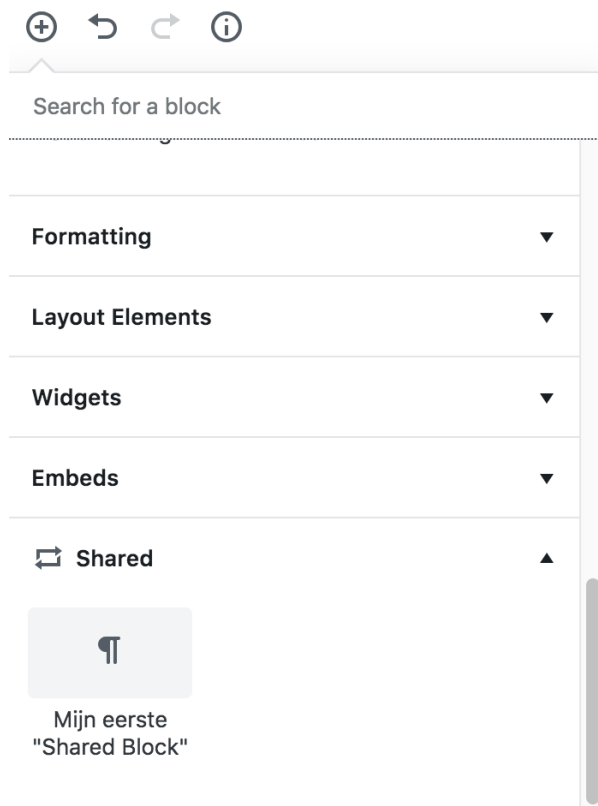 Search for a block
Formatting
Layout Elements
Widgets
Embeds
Shared
Mijn eerste
"Shared Block"